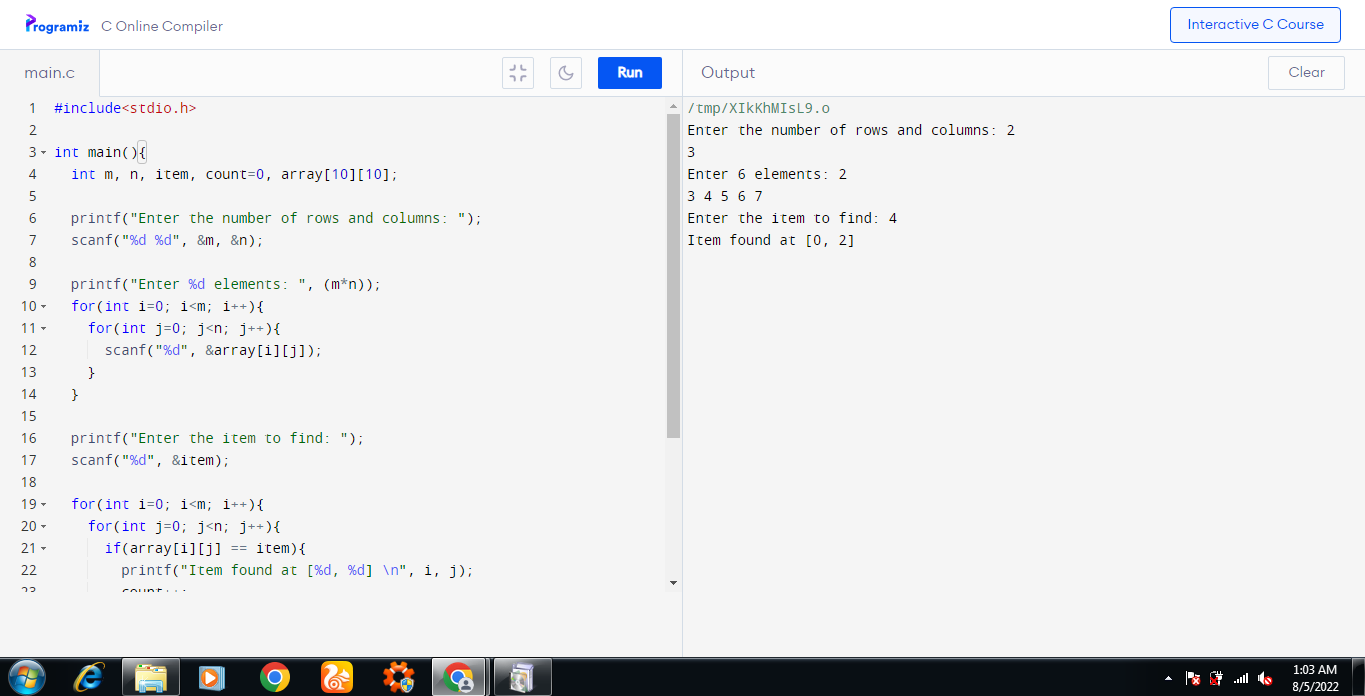 Programiz C Online Compiler
Interactive C Course
main.c
Run
1 #include<stdio.h>
2
3 int main(){
4 int m, n, item, count=0, array[10][10];
5
6 printf("Enter the number of rows and columns: ");
7 scanf("%d %d", &m, &n);
8
9 printf("Enter %d elements: ", (m*n));
10 for(int i=0; i<m; i++){
11 for(int j=0; j<n; j++){
12 scanf("%d", &array[i][j]);
13 }
14 }
15
16 printf("Enter the item to find: ");
17 scanf("%d", &item);
18
19 for(int i=0; i<m; i++){
20 for(int j=0; j<n; j++){
21 if(array[i][j] == item){
22 printf("Item found at [%d, %d] \n", i, j);
23 count++;
Output
Clear
/tmp/XIkKhMIsL9.o
Enter the number of rows and columns: 2
3
Enter 6 elements: 2
3 4 5 6 7
Enter the item to find: 4
Item found at [0, 2]
1:03 AM
8/5/2022